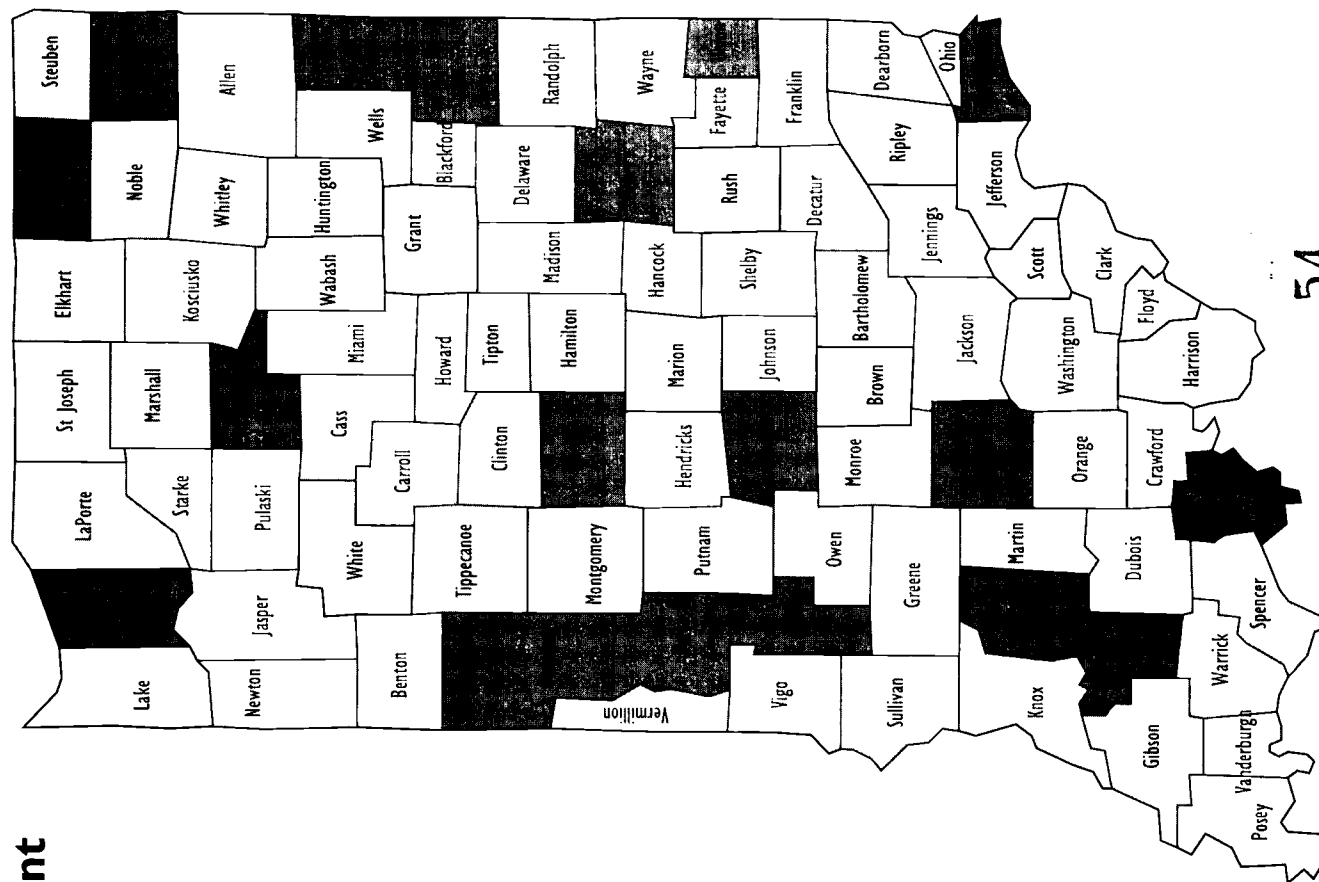 nt
Steuben
Noble
Allen
Whitley
Elkhart
Kosciusko
St Joseph
Marshall
LaPorte
Starke
Pulaski
Lake
Newton
Jasper
Benton
White
Cass
Carroll
Miami
Wabash
Huntington
Wells
Blackford
Grant
Howard
Tipton
Clinton
Tippecanoe
Montgomery
Hamilton
Madison
Delaware
Randolph
Wayne
Fayette
Franklin
Rush
Hancock
Shelby
Marion
Johnson
Hendricks
Putnam
Vermillion
Vigo
Owen
Sullivan
Greene
Monroe
Brown
Bartholomew
Decatur
Dearborn
Ohio
Ripley
Jennings
Jefferson
Jackson
Scott
Clark
Washington
Floyd
Harrison
Orange
Crawford
Martin
Dubois
Knox
Gibson
Warrick
Spencer
Vanderburgh
Posey
54